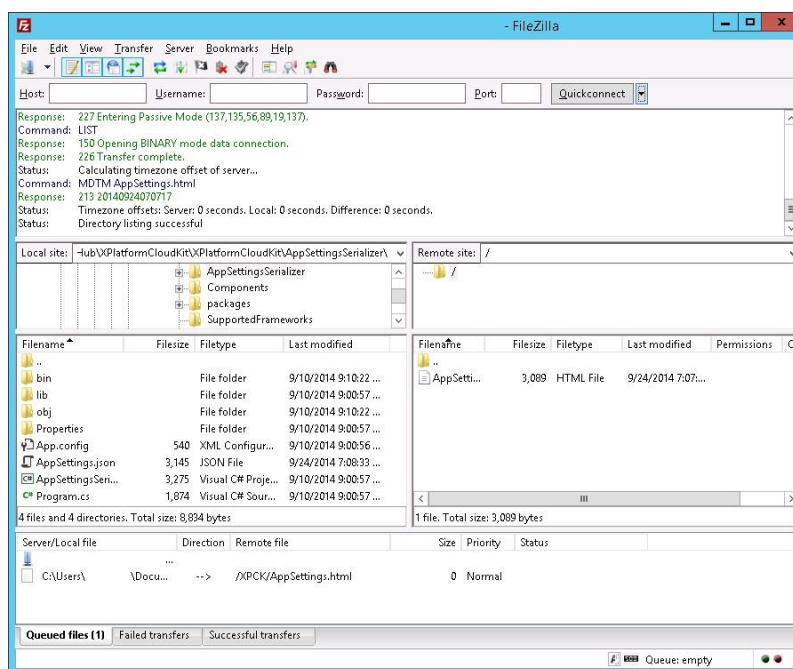 Fz - FileZilla
File Edit View Transfer Server Bookmarks Help
Host: Username: Password: Port: Quickconnect
Response: 227 Entering Passive Mode (137,135,56,89,19,137).
Command: LIST
Response: 150 Opening BINARY mode data connection.
Response: 226 Transfer complete.
Status: Calculating timezone offset of server...
Command: MDTM AppSettings.html
Response: 213 20140924070717
Status: Timezone offsets: Server: 0 seconds. Local: 0 seconds. Difference: 0 seconds.
Status: Directory listing successful
Local site: Hub\XPlatformCloudKit\XPlatformCloudKit\AppSettingsSerializer\ Remote site: /
AppSettingsSerializer /
Components
packages
SupportedFrameworks
Filename Filesize Filetype Last modified
..
bin File folder 9/10/2014 9:10:22 ...
lib File folder 9/10/2014 9:00:57 ...
obj File folder 9/10/2014 9:10:22 ...
Properties File folder 9/10/2014 9:00:57 ...
App.config 540 XML Configur... 9/10/2014 9:00:56 ...
AppSettings.json 3,145 JSON File 9/24/2014 7:08:33 ...
AppSettingsSeri... 3,275 Visual C# Proje... 9/10/2014 9:00:57 ...
Program.cs 1,874 Visual C# Sour... 9/10/2014 9:00:57 ...
4 files and 4 directories. Total size: 8,834 bytes
Filename Filesize Filetype Last modified Permissions
..
AppSetti... 3,089 HTML File 9/24/2014 7:07:...
1 file. Total size: 3,089 bytes
Server/Local file Direction Remote file Size Priority Status
...
C:\Users\ \Docu... --> /XPCK/AppSettings.html 0 Normal
Queued files (1) Failed transfers Successful transfers
Queue: empty